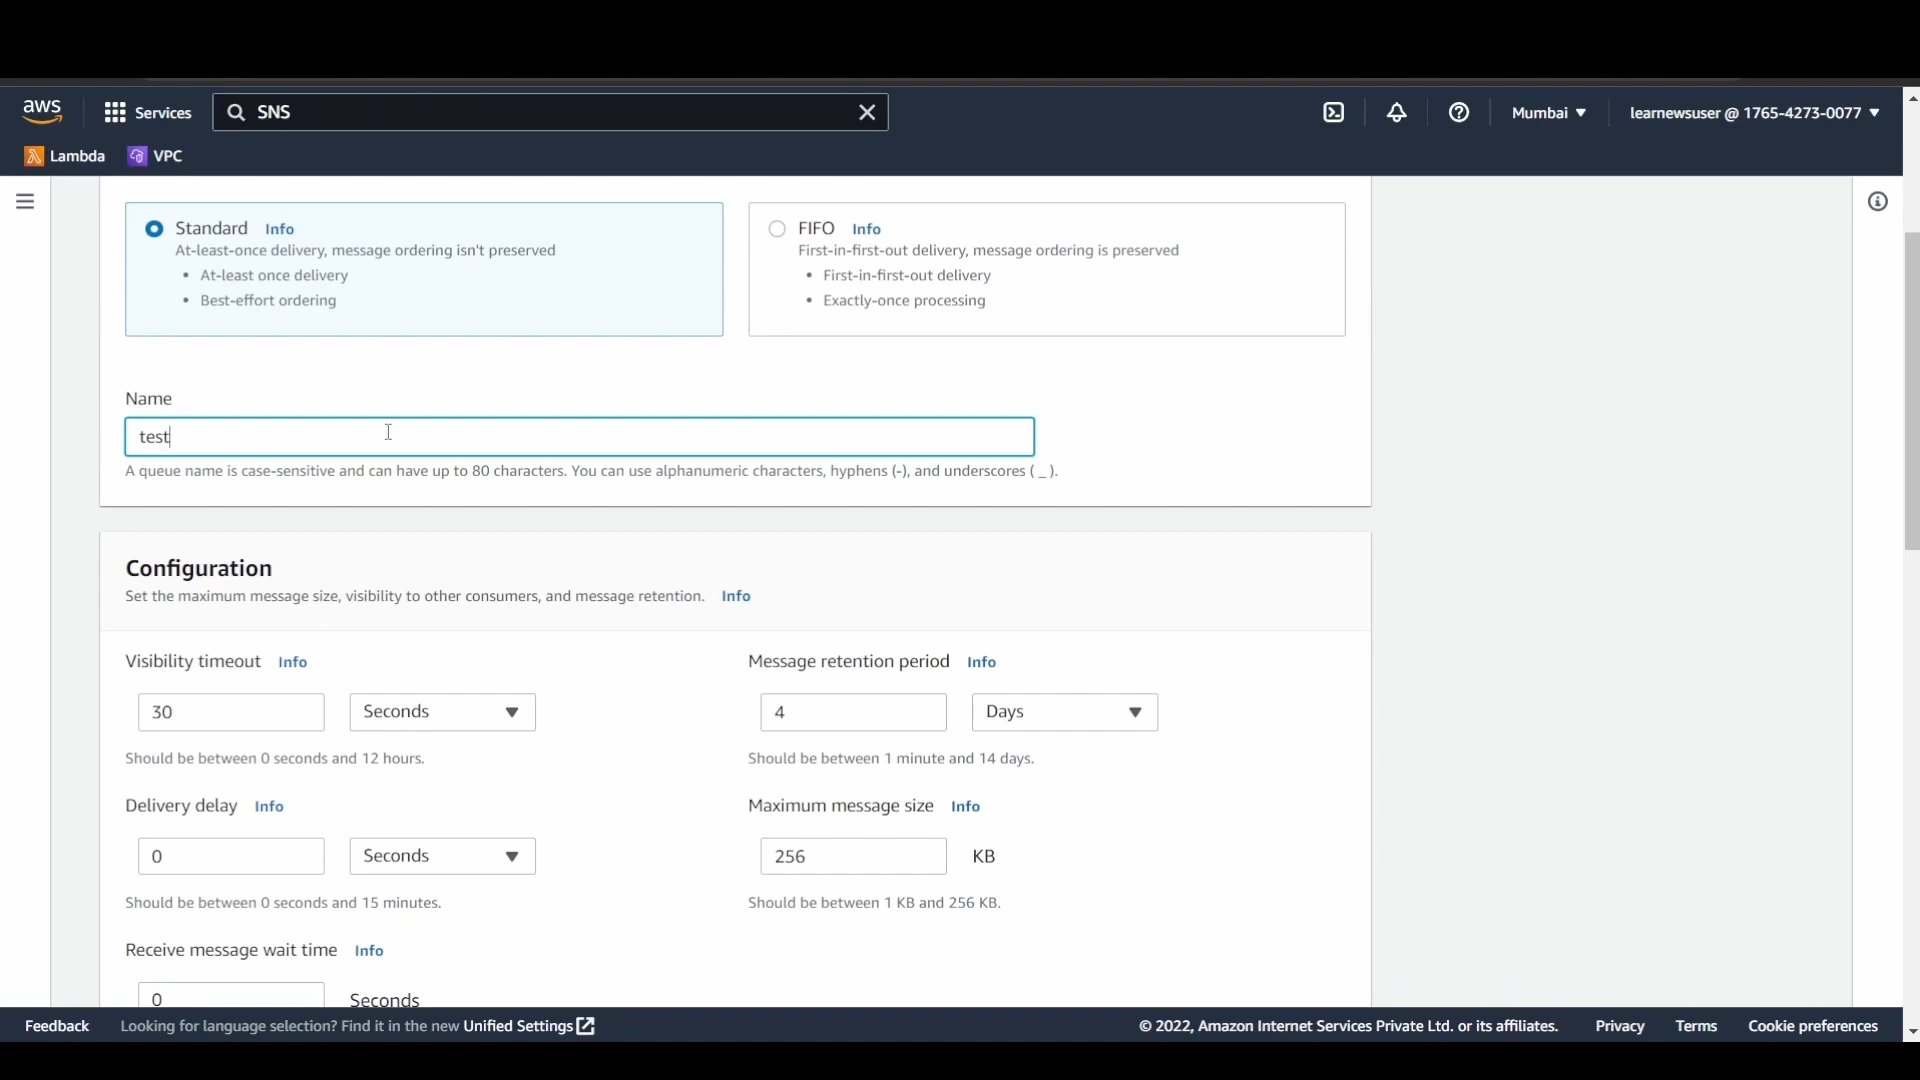 aws
Services
SNS
Mumbai
learnewsuser @ 1765-4273-0077
Lambda
VPC
Standard Info
At-least-once delivery, message ordering isn't preserved
• At-least once delivery
• Best-effort ordering
FIFO Info
First-in-first-out delivery, message ordering is preserved
• First-in-first-out delivery
• Exactly-once processing
Name
test
A queue name is case-sensitive and can have up to 80 characters. You can use alphanumeric characters, hyphens (-), and underscores ( _ ).
Configuration
Set the maximum message size, visibility to other consumers, and message retention. Info
Visibility timeout Info
30 Seconds
Should be between 0 seconds and 12 hours.
Message retention period Info
4 Days
Should be between 1 minute and 14 days.
Delivery delay Info
0 Seconds
Should be between 0 seconds and 15 minutes.
Maximum message size Info
256 KB
Should be between 1 KB and 256 KB.
Receive message wait time Info
0 Seconds
Feedback
Looking for language selection? Find it in the new Unified Settings
© 2022, Amazon Internet Services Private Ltd. or its affiliates.
Privacy
Terms
Cookie preferences